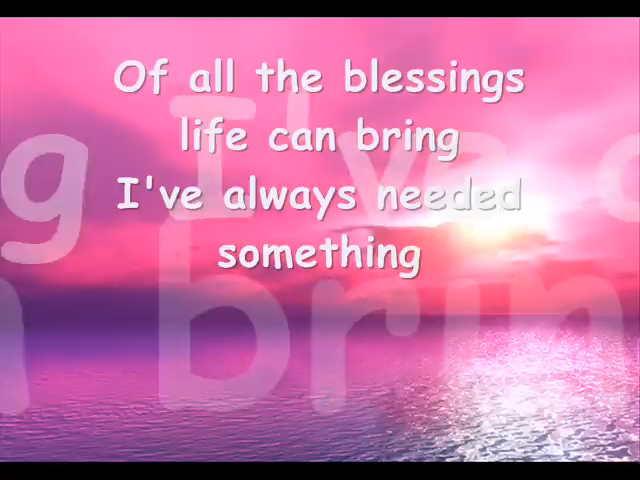 Of all the blessings
life can bring
I've always needed
something